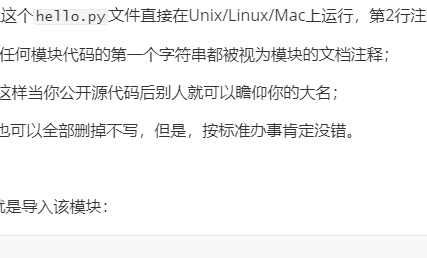 这个hello.py文件直接在Unix/Linux/Mac上运行，第2行注
任何模块代码的第一个字符串都被视为模块的文档注释；
这样当你公开源代码后别人就可以瞻仰你的大名；
也可以全部删掉不写，但是，按标准办事肯定没错。
就是导入该模块：